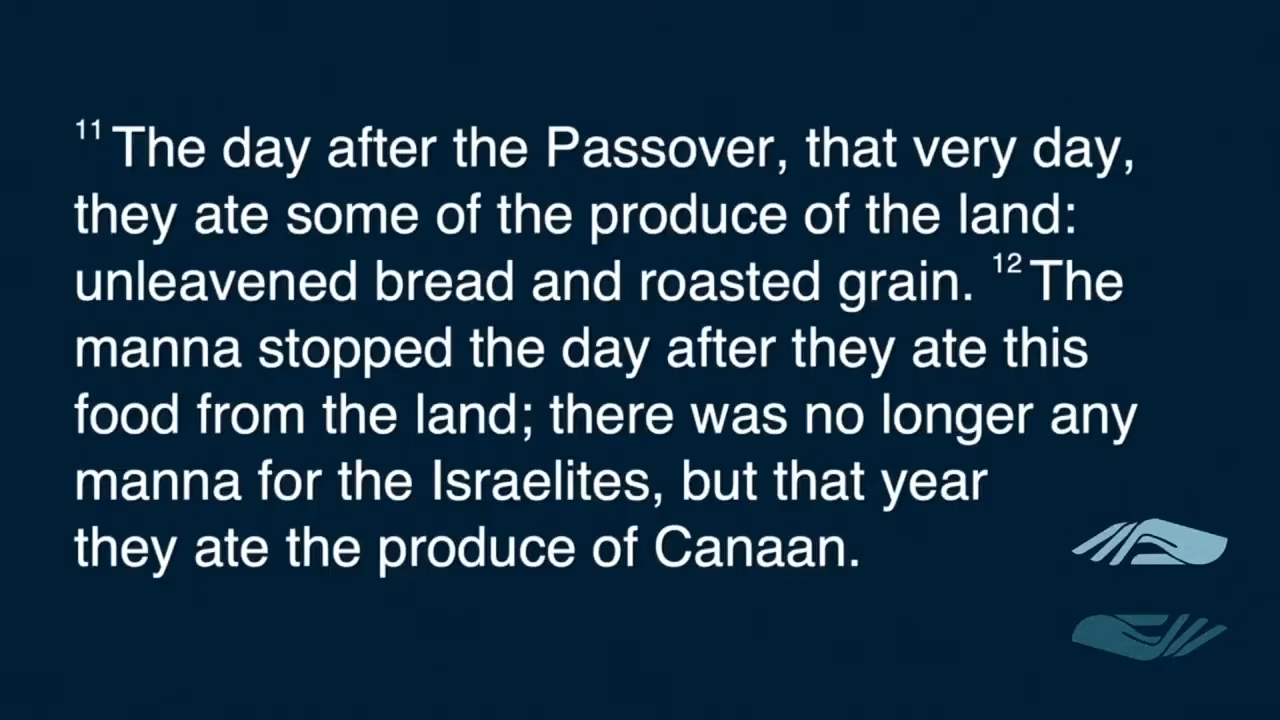 11 The day after the Passover, that very day,
they ate some of the produce of the land:
unleavened bread and roasted grain. 12 The
manna stopped the day after they ate this
food from the land; there was no longer any
manna for the Israelites, but that year
they ate the produce of Canaan.